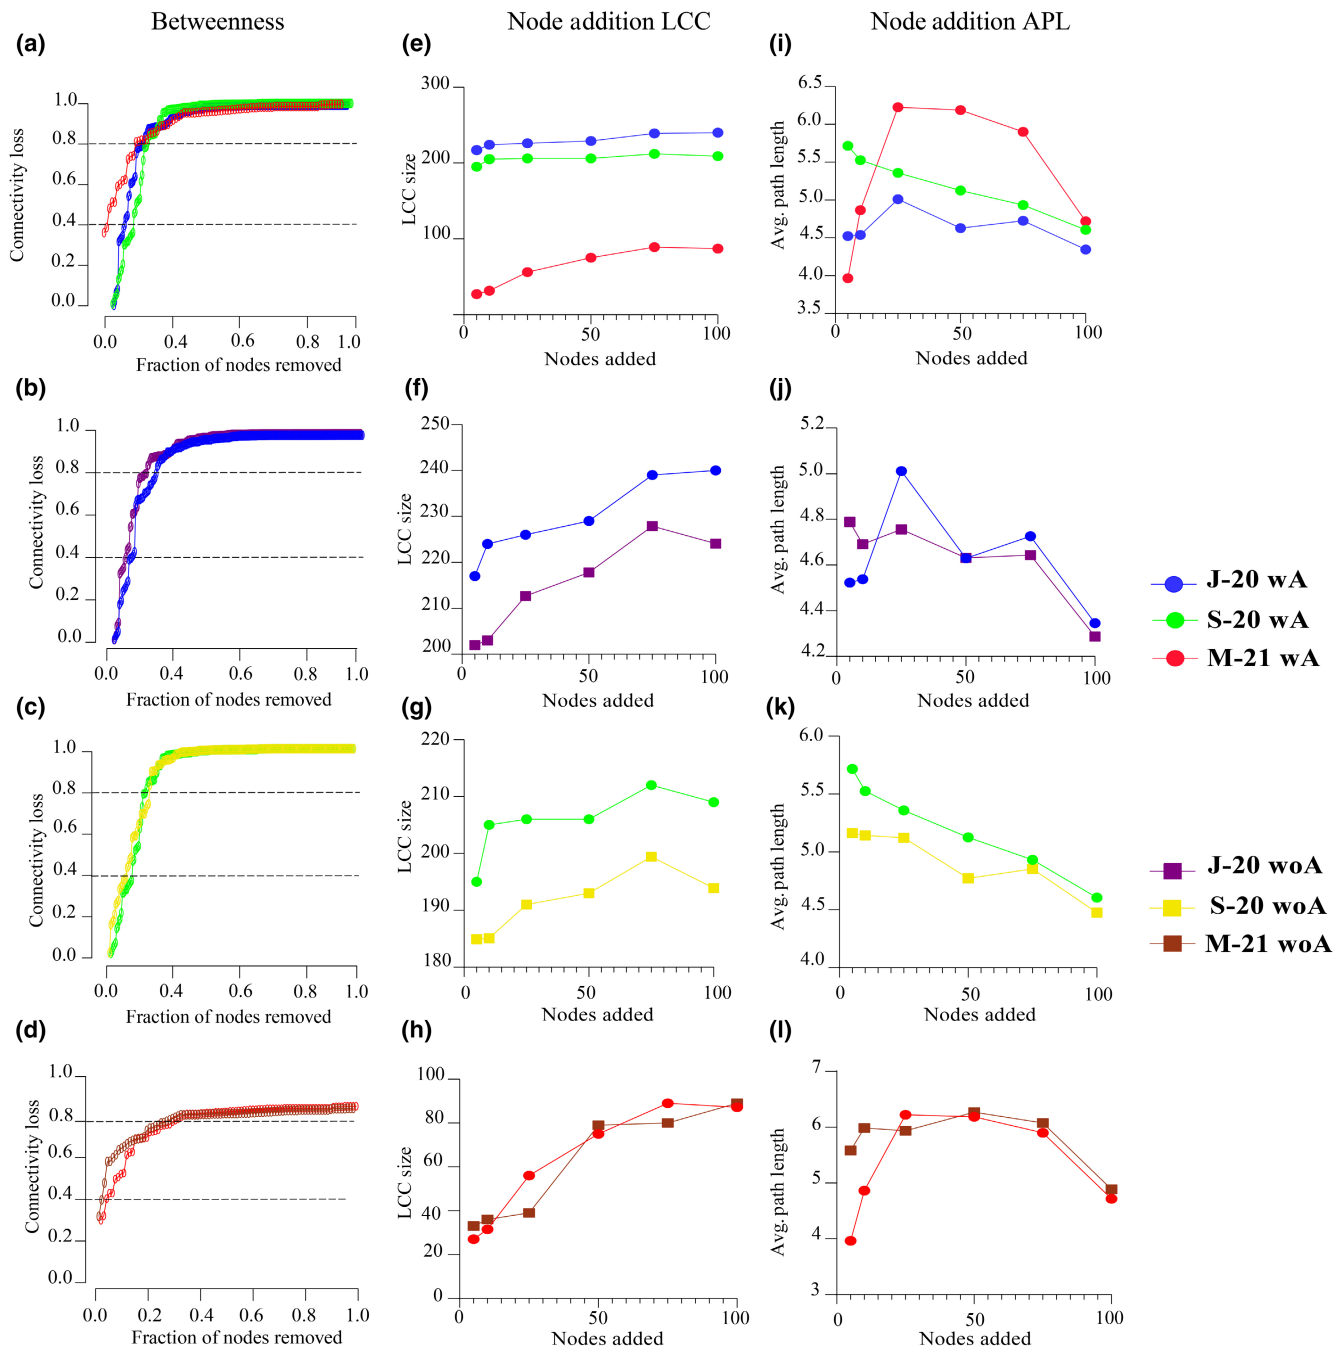 Betweenness
Node addition LCC
Node addition APL
(a)
Connectivity loss
1.0
0.8
0.6
0.4
0.2
0.0
0.0
0.4
0.6
0.8
1.0
Fraction of nodes removed
(e)
LCC size
300
200
100
0
50
100
Nodes added
(i)
Avg. path length
6.5
6.0
5.5
5.0
4.5
4.0
3.5
0
50
100
Nodes added
(b)
Connectivity loss
1.0
0.8
0.6
0.4
0.2
0.0
0.0
0.4
0.6
0.8
1.0
Fraction of nodes removed
(f)
LCC size
250
240
230
220
210
200
0
50
100
Nodes added
(j)
Avg. path length
5.2
5.0
4.8
4.6
4.4
4.2
0
50
100
Nodes added
J-20 wA
S-20 wA
M-21 wA
(c)
Connectivity loss
1.0
0.8
0.6
0.4
0.2
0.0
0.0
0.4
0.6
0.8
1.0
Fraction of nodes removed
(g)
LCC size
220
210
200
190
180
0
50
100
Nodes added
(k)
Avg. path length
6.0
5.5
5.0
4.5
4.0
0
50
100
Nodes added
J-20 woA
S-20 woA
M-21 woA
(d)
Connectivity loss
1.0
0.8
0.6
0.4
0.2
0.0
0.0
0.2
0.4
0.6
0.8
1.0
Fraction of nodes removed
(h)
LCC size
100
80
60
40
20
0
0
50
100
Nodes added
(l)
Avg. path length
7
6
5
4
3
0
50
100
Nodes added